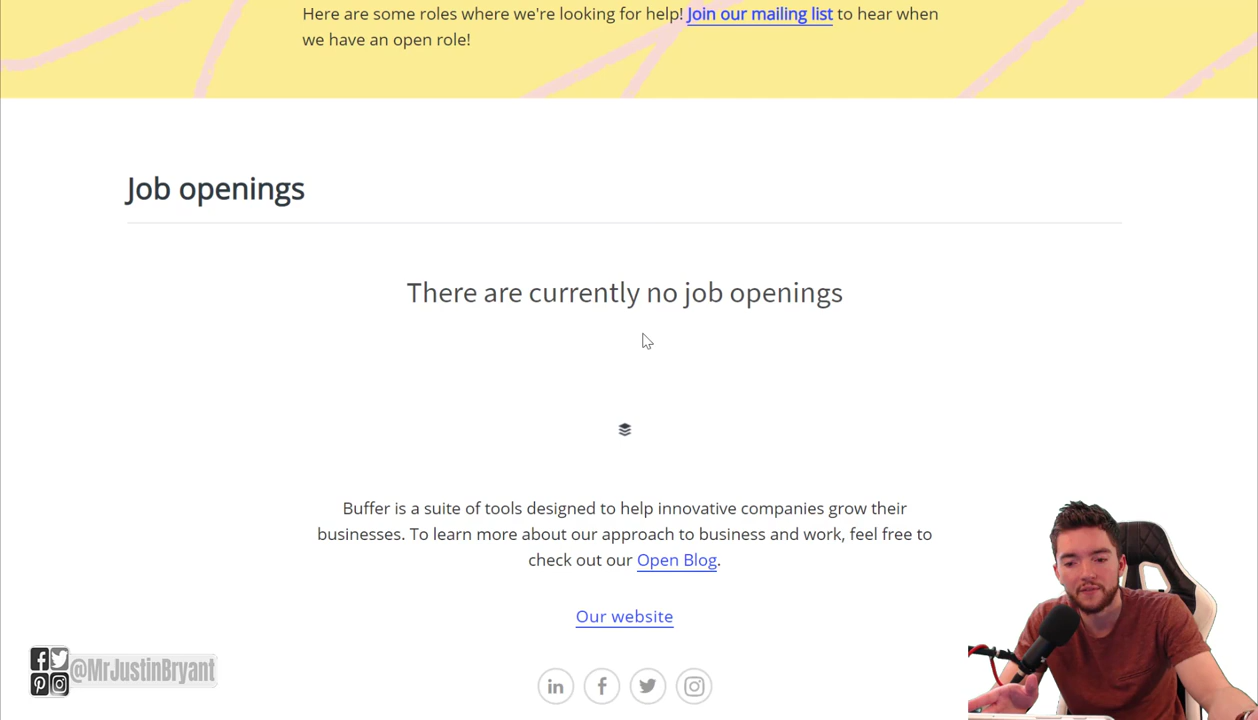 Here are some roles where we're looking for help! Join our mailing list to hear when
we have an open role!
Job openings
There are currently no job openings
Buffer is a suite of tools designed to help innovative companies grow their
businesses. To learn more about our approach to business and work, feel free to
check out our Open Blog.
Our website
@MrJustinBryant